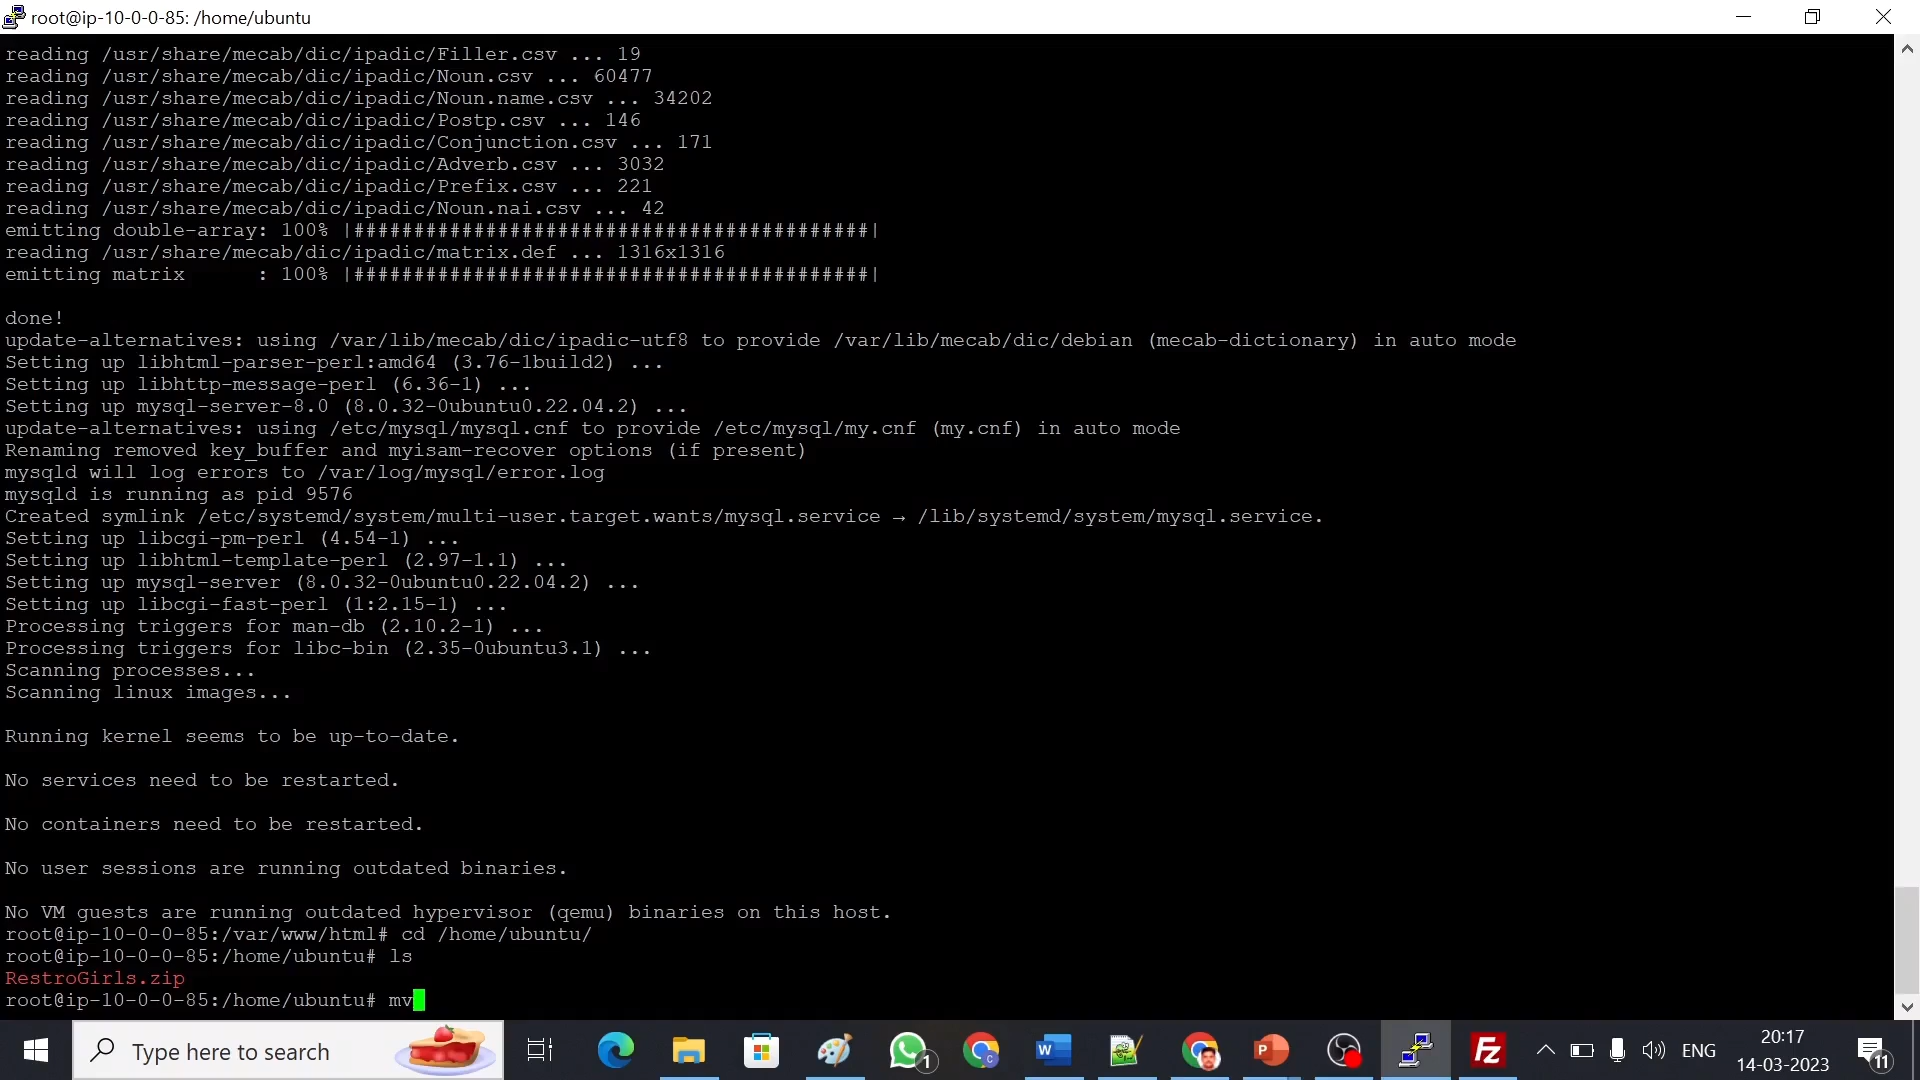 root@ip-10-0-0-85: /home/ubuntu
reading /usr/share/mecab/dic/ipadic/Filler.csv ... 19
reading /usr/share/mecab/dic/ipadic/Noun.csv ... 60477
reading /usr/share/mecab/dic/ipadic/Noun.name.csv ... 34202
reading /usr/share/mecab/dic/ipadic/Postp.csv ... 146
reading /usr/share/mecab/dic/ipadic/Conjunction.csv ... 171
reading /usr/share/mecab/dic/ipadic/Adverb.csv ... 3032
reading /usr/share/mecab/dic/ipadic/Prefix.csv ... 221
reading /usr/share/mecab/dic/ipadic/Noun.nai.csv ... 42
emitting double-array: 100% |###########################################|
reading /usr/share/mecab/dic/ipadic/matrix.def ... 1316x1316
emitting matrix      : 100% |###########################################|
done!
update-alternatives: using /var/lib/mecab/dic/ipadic-utf8 to provide /var/lib/mecab/dic/debian (mecab-dictionary) in auto mode
Setting up libhtml-parser-perl:amd64 (3.76-1build2) ...
Setting up libhttp-message-perl (6.36-1) ...
Setting up mysql-server-8.0 (8.0.32-0ubuntu0.22.04.2) ...
update-alternatives: using /etc/mysql/mysql.cnf to provide /etc/mysql/my.cnf (my.cnf) in auto mode
Renaming removed key_buffer and myisam-recover options (if present)
mysqld will log errors to /var/log/mysql/error.log
mysqld is running as pid 9576
Created symlink /etc/systemd/system/multi-user.target.wants/mysql.service → /lib/systemd/system/mysql.service.
Setting up libcgi-pm-perl (4.54-1) ...
Setting up libhtml-template-perl (2.97-1.1) ...
Setting up mysql-server (8.0.32-0ubuntu0.22.04.2) ...
Setting up libcgi-fast-perl (1:2.15-1) ...
Processing triggers for man-db (2.10.2-1) ...
Processing triggers for libc-bin (2.35-0ubuntu3.1) ...
Scanning processes...
Scanning linux images...
Running kernel seems to be up-to-date.
No services need to be restarted.
No containers need to be restarted.
No user sessions are running outdated binaries.
No VM guests are running outdated hypervisor (qemu) binaries on this host.
root@ip-10-0-0-85:/var/www/html# cd /home/ubuntu/
root@ip-10-0-0-85:/home/ubuntu# ls
RestroGirls.zip
root@ip-10-0-0-85:/home/ubuntu# mv
Type here to search
1
C
W
P
Fz
ENG
20:17
14-03-2023
11